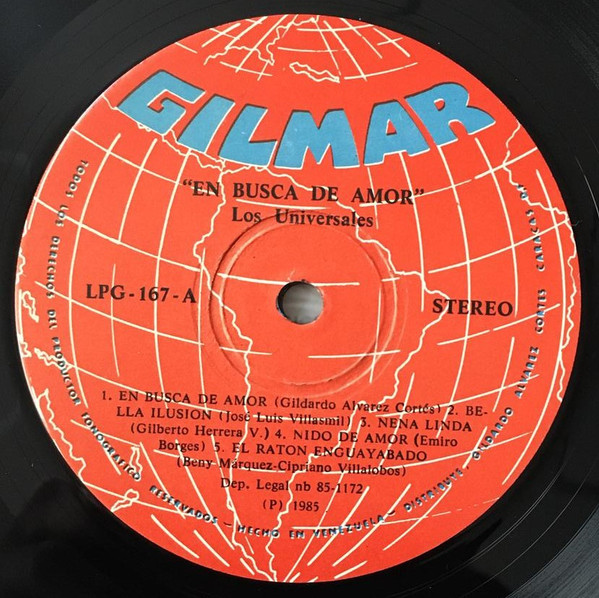 GILMAR
"EN BUSCA DE AMOR"
Los Universales
LPG-167-A
STEREO
1. EN BUSCA DE AMOR (Gildardo Alvarez Cortés) 2. BE-
LLA ILUSION (José Luis Villasmil) 3. NENA LINDA
(Gilberto Herrera V.) 4. NIDO DE AMOR (Emiro
Borges) 5. EL RATON ENGUAYABADO
(Beny Márquez-Cipriano Villalobos)
Dep. Legal nb 85-1172
(P) 1985
TODOS LOS DERECHOS DEL PRODUCTOR FONOGRAFICO RESERVADOS - HECHO EN VENEZUELA - DISTRIBUYE. GILDARDO ALVAREZ CORTES CARACAS